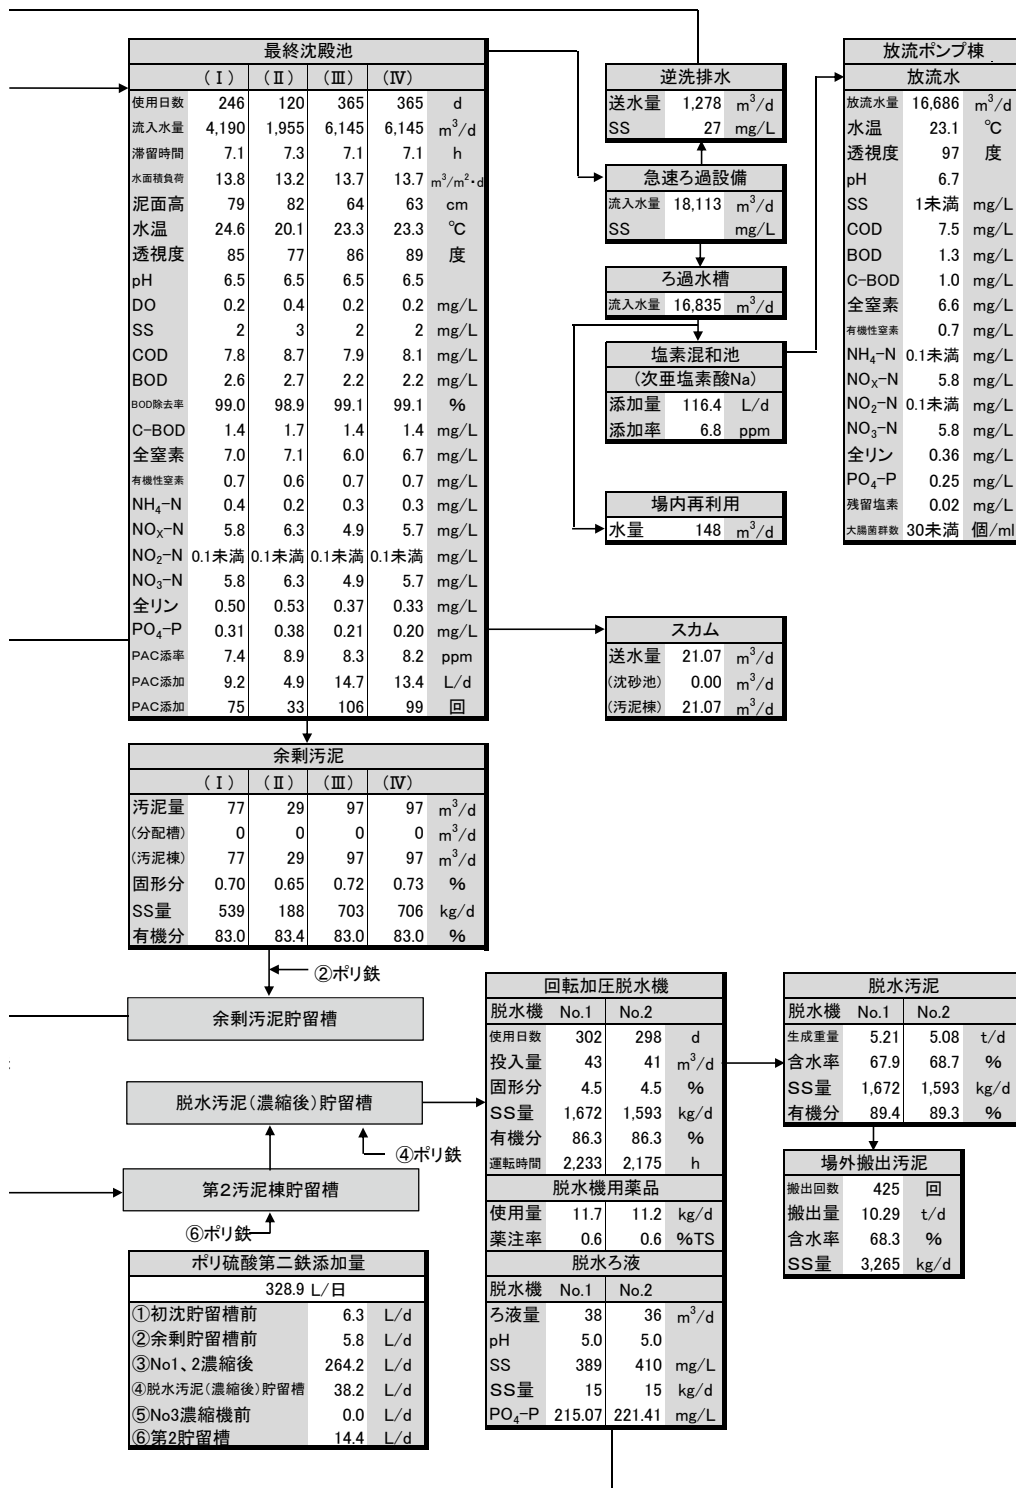 最終沈殿池
(Ⅰ) (Ⅱ) (Ⅲ) (Ⅳ)
使用日数 246 120 365 365 d
流入水量 4,190 1,955 6,145 6,145 m³/d
滞留時間 7.1 7.3 7.1 7.1 h
水面積負荷 13.8 13.2 13.7 13.7 m³/m²・d
泥面高 79 82 64 63 cm
水温 24.6 20.1 23.3 23.3 ℃
透視度 85 77 86 89 度
pH 6.5 6.5 6.5 6.5
DO 0.2 0.4 0.2 0.2 mg/L
SS 2 3 2 2 mg/L
COD 7.8 8.7 7.9 8.1 mg/L
BOD 2.6 2.7 2.2 2.2 mg/L
BOD除去率 99.0 98.9 99.1 99.1 %
C-BOD 1.4 1.7 1.4 1.4 mg/L
全窒素 7.0 7.1 6.0 6.7 mg/L
有機性窒素 0.7 0.6 0.7 0.7 mg/L
NH₄-N 0.4 0.2 0.3 0.3 mg/L
NOₓ-N 5.8 6.3 4.9 5.7 mg/L
NO₂-N 0.1未満 0.1未満 0.1未満 0.1未満 mg/L
NO₃-N 5.8 6.3 4.9 5.7 mg/L
全リン 0.50 0.53 0.37 0.33 mg/L
PO₄-P 0.31 0.38 0.21 0.20 mg/L
PAC添率 7.4 8.9 8.3 8.2 ppm
PAC添加 9.2 4.9 14.7 13.4 L/d
PAC添加 75 33 106 99 回
逆洗排水
送水量 1,278 m³/d
SS 27 mg/L
急速ろ過設備
流入水量 18,113 m³/d
SS mg/L
ろ過水槽
流入水量 16,835 m³/d
塩素混和池
(次亜塩素酸Na)
添加量 116.4 L/d
添加率 6.8 ppm
場内再利用
水量 148 m³/d
スカム
送水量 21.07 m³/d
(沈砂池) 0.00 m³/d
(汚泥棟) 21.07 m³/d
放流ポンプ棟
放流水
放流水量 16,686 m³/d
水温 23.1 ℃
透視度 97 度
pH 6.7
SS 1未満 mg/L
COD 7.5 mg/L
BOD 1.3 mg/L
C-BOD 1.0 mg/L
全窒素 6.6 mg/L
有機性窒素 0.7 mg/L
NH₄-N 0.1未満 mg/L
NOₓ-N 5.8 mg/L
NO₂-N 0.1未満 mg/L
NO₃-N 5.8 mg/L
全リン 0.36 mg/L
PO₄-P 0.25 mg/L
残留塩素 0.02 mg/L
大腸菌群数 30未満 個/ml
余剰汚泥
(Ⅰ) (Ⅱ) (Ⅲ) (Ⅳ)
汚泥量 77 29 97 97 m³/d
(分配槽) 0 0 0 0 m³/d
(汚泥棟) 77 29 97 97 m³/d
固形分 0.70 0.65 0.72 0.73 %
SS量 539 188 703 706 kg/d
有機分 83.0 83.4 83.0 83.0 %
②ポリ鉄
余剰汚泥貯留槽
脱水汚泥(濃縮後)貯留槽
④ポリ鉄
第2汚泥棟貯留槽
⑥ポリ鉄
ポリ硫酸第二鉄添加量
328.9 L/日
①初沈貯留槽前 6.3 L/d
②余剰貯留槽前 5.8 L/d
③No1、2濃縮後 264.2 L/d
④脱水汚泥(濃縮後)貯留槽 38.2 L/d
⑤No3濃縮機前 0.0 L/d
⑥第2貯留槽 14.4 L/d
回転加圧脱水機
脱水機 No.1 No.2
使用日数 302 298 d
投入量 43 41 m³/d
固形分 4.5 4.5 %
SS量 1,672 1,593 kg/d
有機分 86.3 86.3 %
運転時間 2,233 2,175 h
脱水機用薬品
使用量 11.7 11.2 kg/d
薬注率 0.6 0.6 %TS
脱水ろ液
脱水機 No.1 No.2
ろ液量 38 36 m³/d
pH 5.0 5.0
SS 389 410 mg/L
SS量 15 15 kg/d
PO₄-P 215.07 221.41 mg/L
脱水汚泥
脱水機 No.1 No.2
生成重量 5.21 5.08 t/d
含水率 67.9 68.7 %
SS量 1,672 1,593 kg/d
有機分 89.4 89.3 %
場外搬出汚泥
搬出回数 425 回
搬出量 10.29 t/d
含水率 68.3 %
SS量 3,265 kg/d